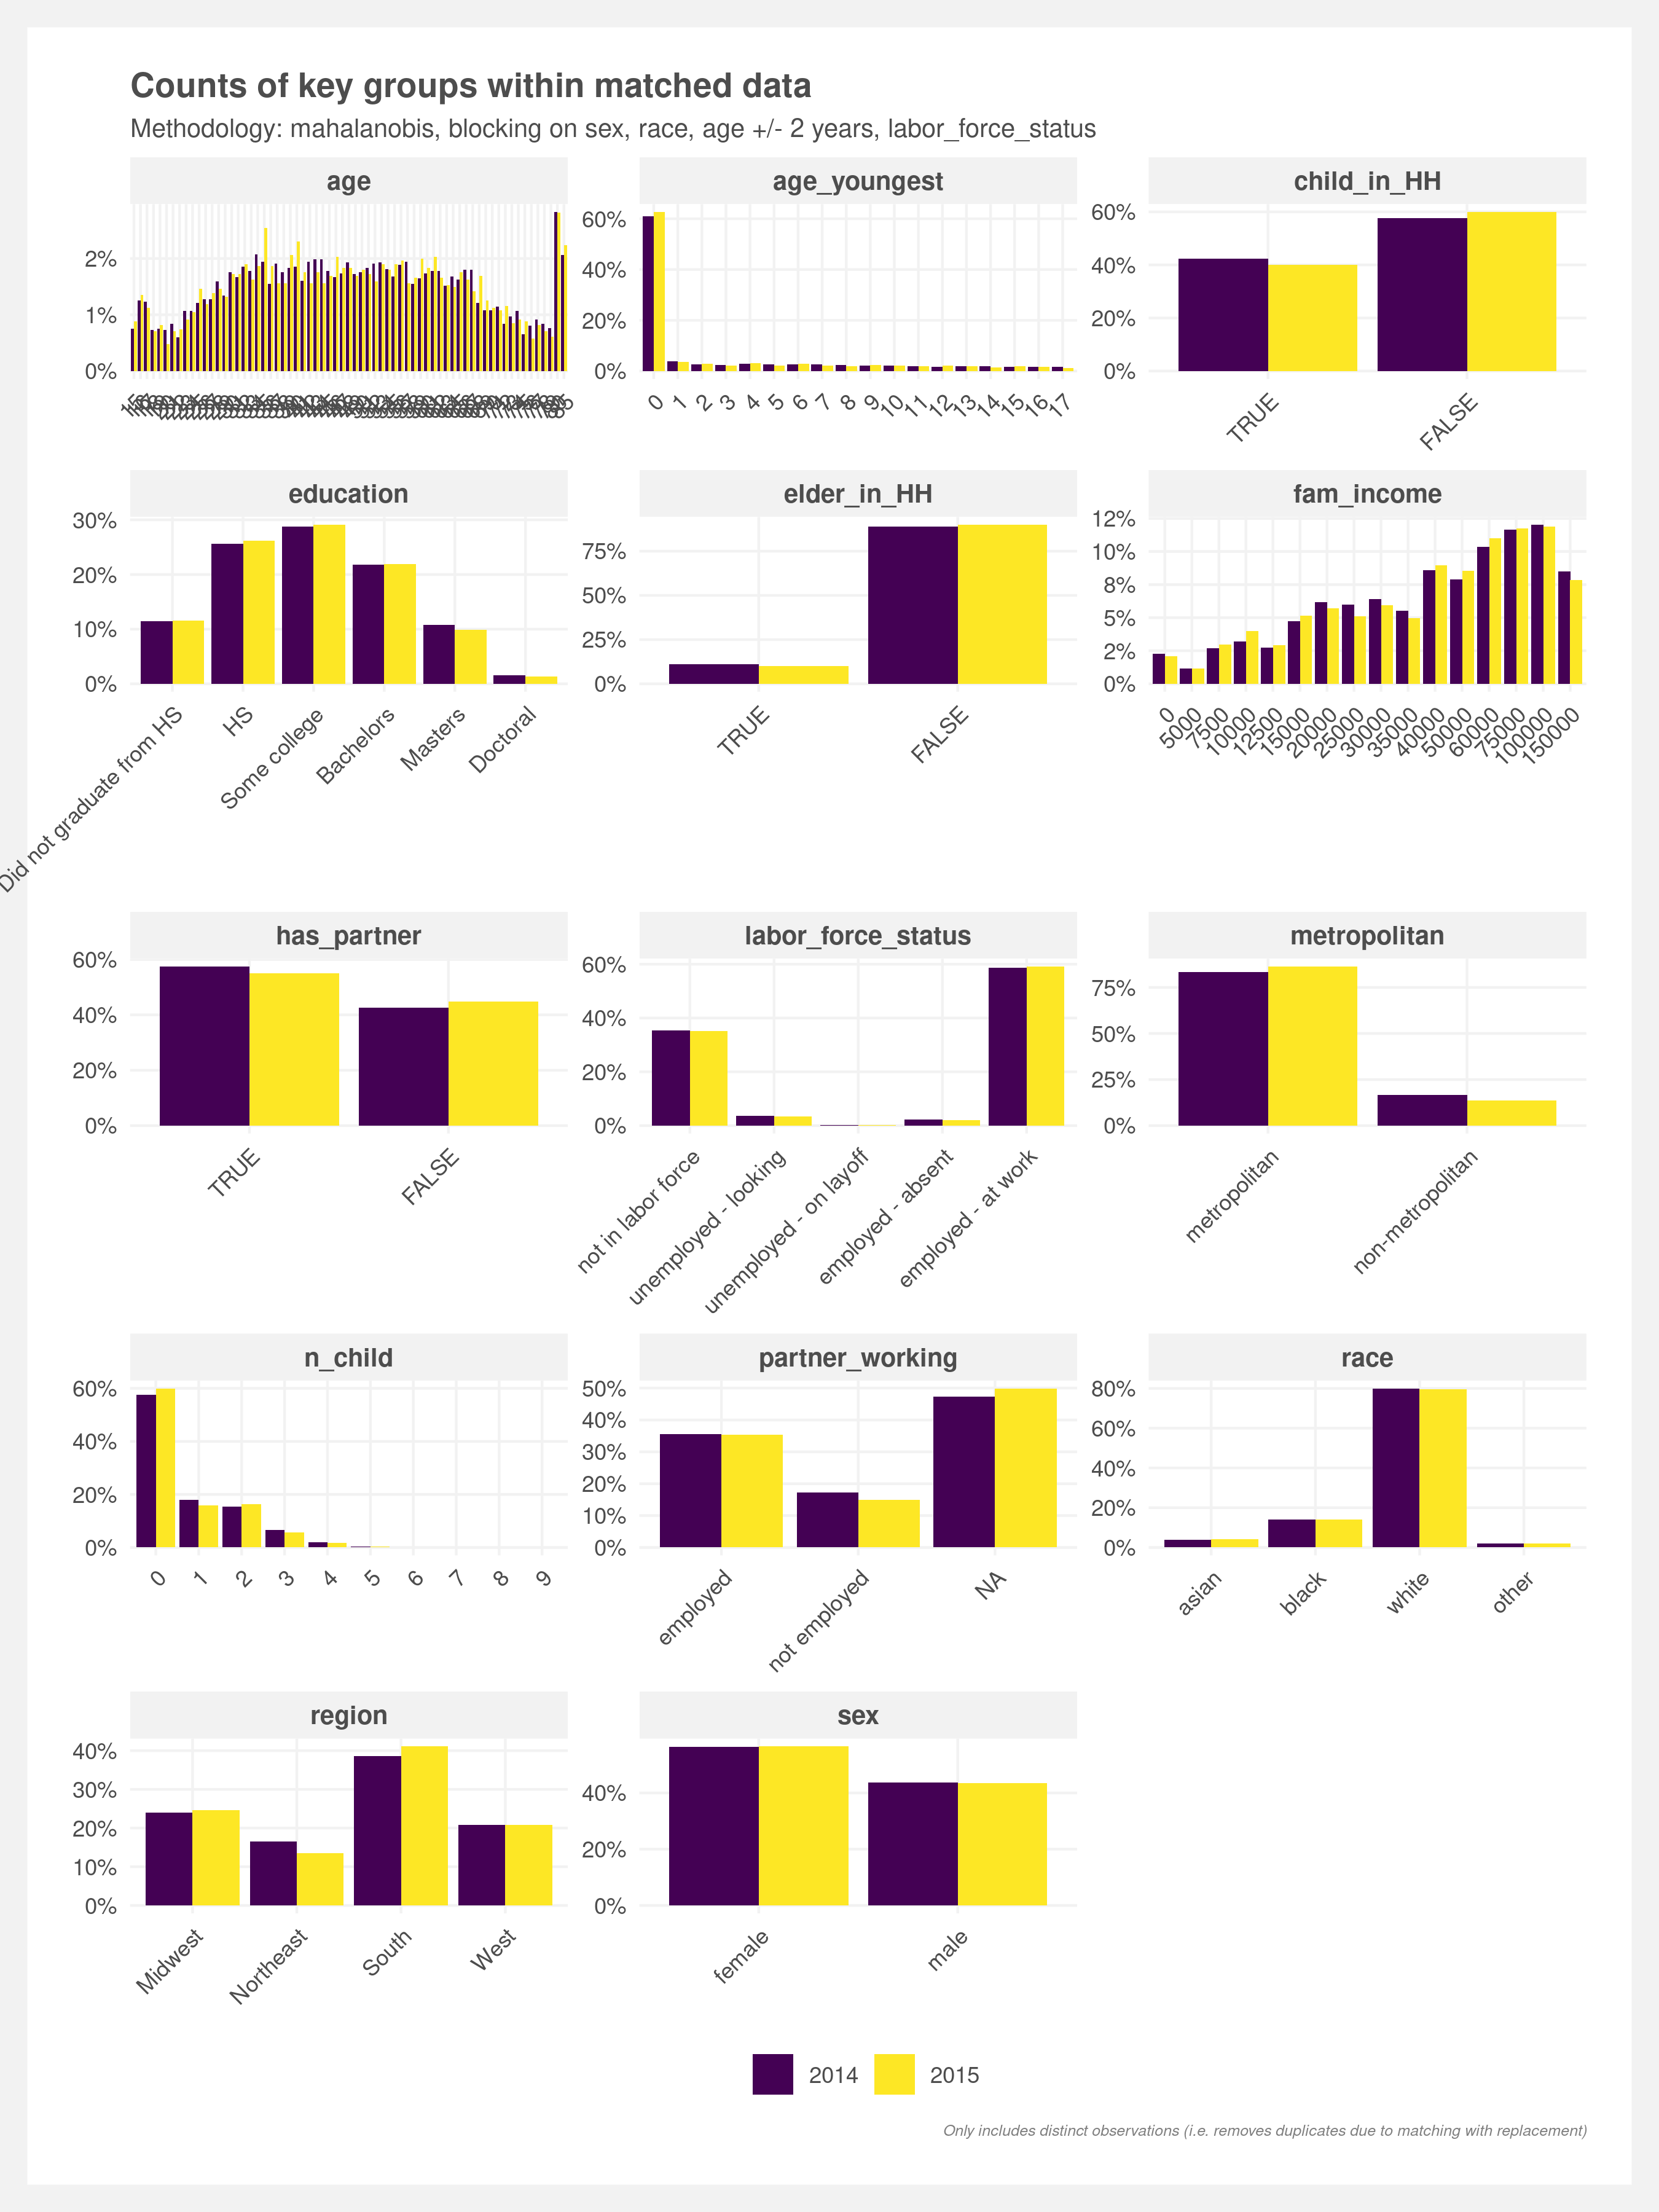 Counts of key groups within matched data
Methodology: mahalanobis, blocking on sex, race, age +/- 2 years, labor_force_status
age
2%
1%
0%
age_youngest
60%
40%
20%
0%
0 1 2 3 4 5 6 7 8 9 10 11 12 13 14 15 16 17
child_in_HH
60%
40%
20%
0%
TRUE FALSE
education
30%
20%
10%
0%
Did not graduate from HS HS Some college Bachelors Masters Doctoral
elder_in_HH
75%
50%
25%
0%
TRUE FALSE
fam_income
12%
10%
8%
5%
2%
0%
0 5000 7500 10000 12500 15000 20000 25000 30000 35000 40000 50000 60000 75000 100000 150000
has_partner
60%
40%
20%
0%
TRUE FALSE
labor_force_status
60%
40%
20%
0%
not in labor force unemployed - looking unemployed - on layoff employed - absent employed - at work
metropolitan
75%
50%
25%
0%
metropolitan non-metropolitan
n_child
60%
40%
20%
0%
0 1 2 3 4 5 6 7 8 9
partner_working
50%
40%
30%
20%
10%
0%
employed not employed NA
race
80%
60%
40%
20%
0%
asian black white other
region
40%
30%
20%
10%
0%
Midwest Northeast South West
sex
40%
20%
0%
female male
2014 2015
Only includes distinct observations (i.e. removes duplicates due to matching with replacement)